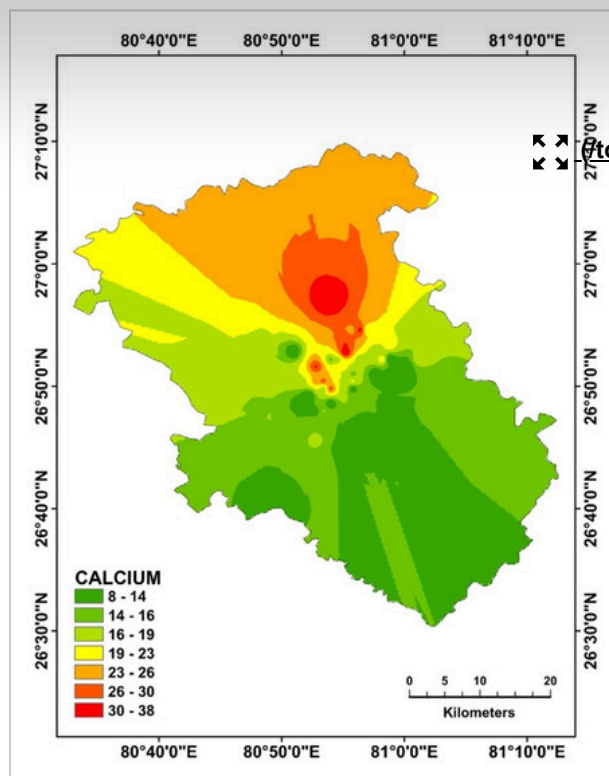 80°40'0"E 80°50'0"E 81°0'0"E 81°10'0"E
27°10'0"N 27°10'0"N
(/to
27°0'0"N 27°0'0"N
26°50'0"N 26°50'0"N
26°40'0"N 26°40'0"N
26°30'0"N 26°30'0"N
CALCIUM
8 - 14
14 - 16
16 - 19
19 - 23
23 - 26
26 - 30
30 - 38
0 5 10 20
Kilometers
80°40'0"E 80°50'0"E 81°0'0"E 81°10'0"E